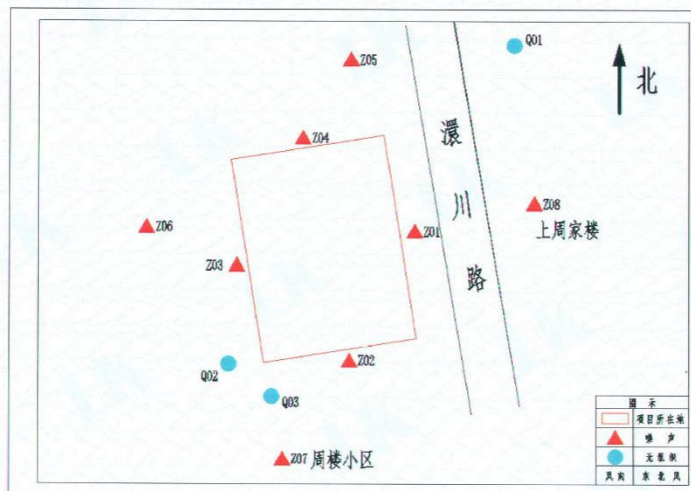 Q01
Z05
北
Z04
澴
川
路
Z08
上周家楼
Z06
Z01
Z03
Z02
Q02
Q03
Z07 周楼小区
图 示
项目所在地
噪 声
无组织
风向 东北风